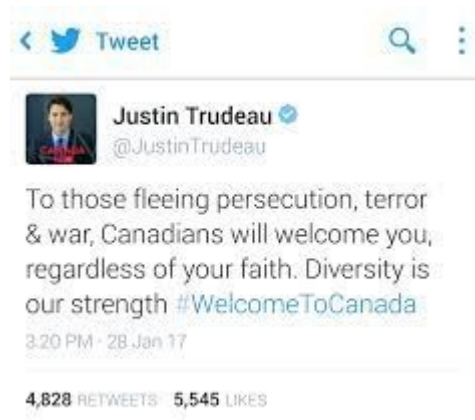 Tweet
Justin Trudeau
@JustinTrudeau
CANADA
To those fleeing persecution, terror
& war, Canadians will welcome you,
regardless of your faith. Diversity is
our strength #WelcomeToCanada
3:20 PM - 28 Jan 17
4,828 RETWEETS 5,545 LIKES